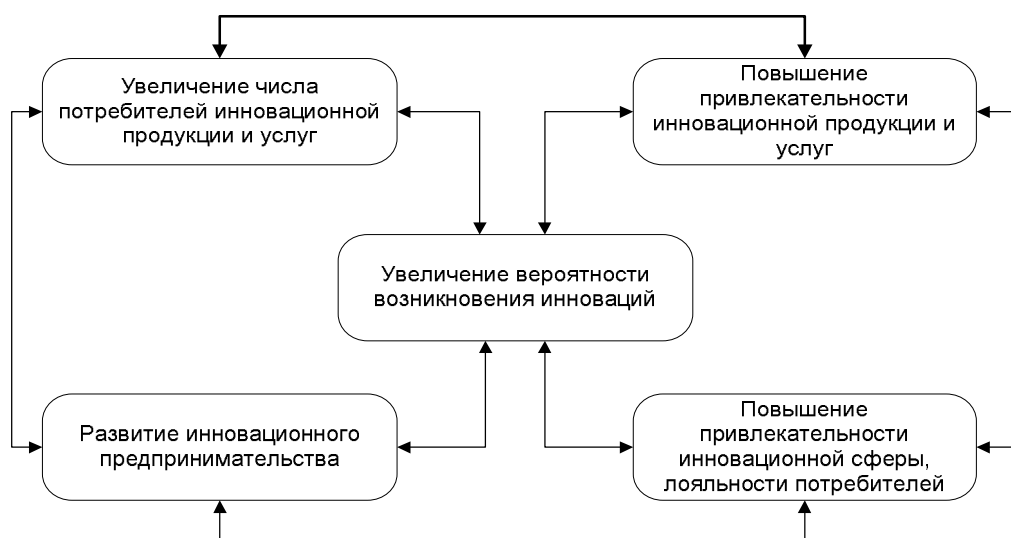 Увеличение числа
потребителей инновационной
продукции и услуг
Повышение
привлекательности
инновационной продукции и
услуг
Увеличение вероятности
возникновения инноваций
Развитие инновационного
предпринимательства
Повышение
привлекательности
инновационной сферы,
лояльности потребителей